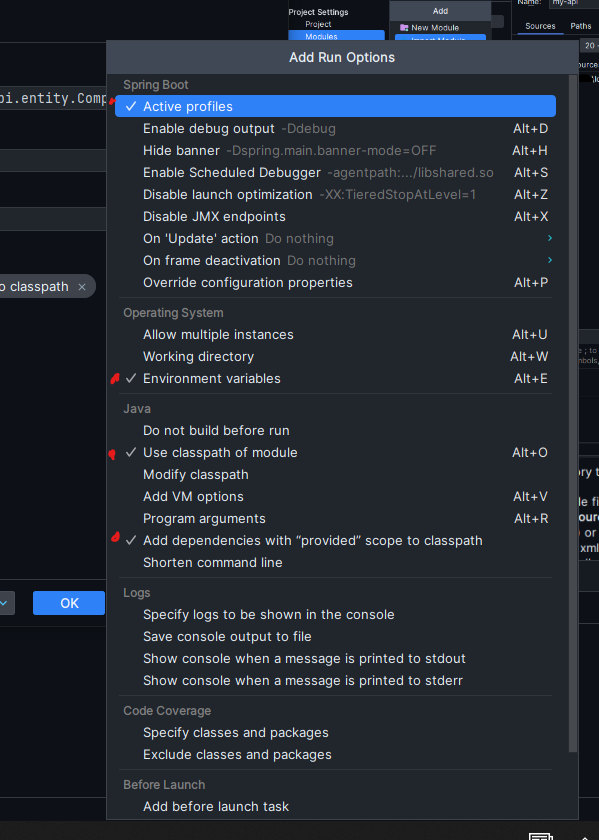 Project Settings
Project
Modules
Add
New Module
Import Module
Name: my-api
Sources Paths
20
Add Run Options
Spring Boot
Active profiles
Enable debug output -Ddebug Alt+D
Hide banner -Dspring.main.banner-mode=OFF Alt+H
Enable Scheduled Debugger -agentpath:.../libshared.so Alt+S
Disable launch optimization -XX:TieredStopAtLevel=1 Alt+Z
Disable JMX endpoints Alt+X
On 'Update' action Do nothing
On frame deactivation Do nothing
Override configuration properties Alt+P
Operating System
Allow multiple instances Alt+U
Working directory Alt+W
Environment variables Alt+E
Java
Do not build before run
Use classpath of module Alt+O
Modify classpath
Add VM options Alt+V
Program arguments Alt+R
Add dependencies with “provided” scope to classpath
Shorten command line
Logs
Specify logs to be shown in the console
Save console output to file
Show console when a message is printed to stdout
Show console when a message is printed to stderr
Code Coverage
Specify classes and packages
Exclude classes and packages
Before Launch
Add before launch task
pi.entity.Comp
o classpath ×
OK